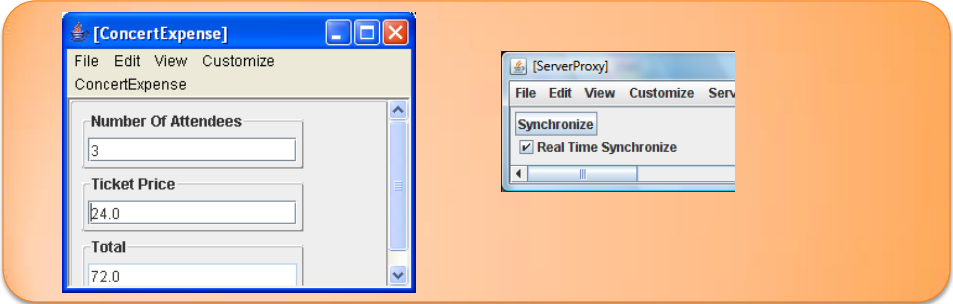 [ConcertExpense]
File Edit View Customize
ConcertExpense
Number Of Attendees
3
Ticket Price
24.0
Total
72.0
[ServerProxy]
File Edit View Customize Serv
Synchronize
Real Time Synchronize